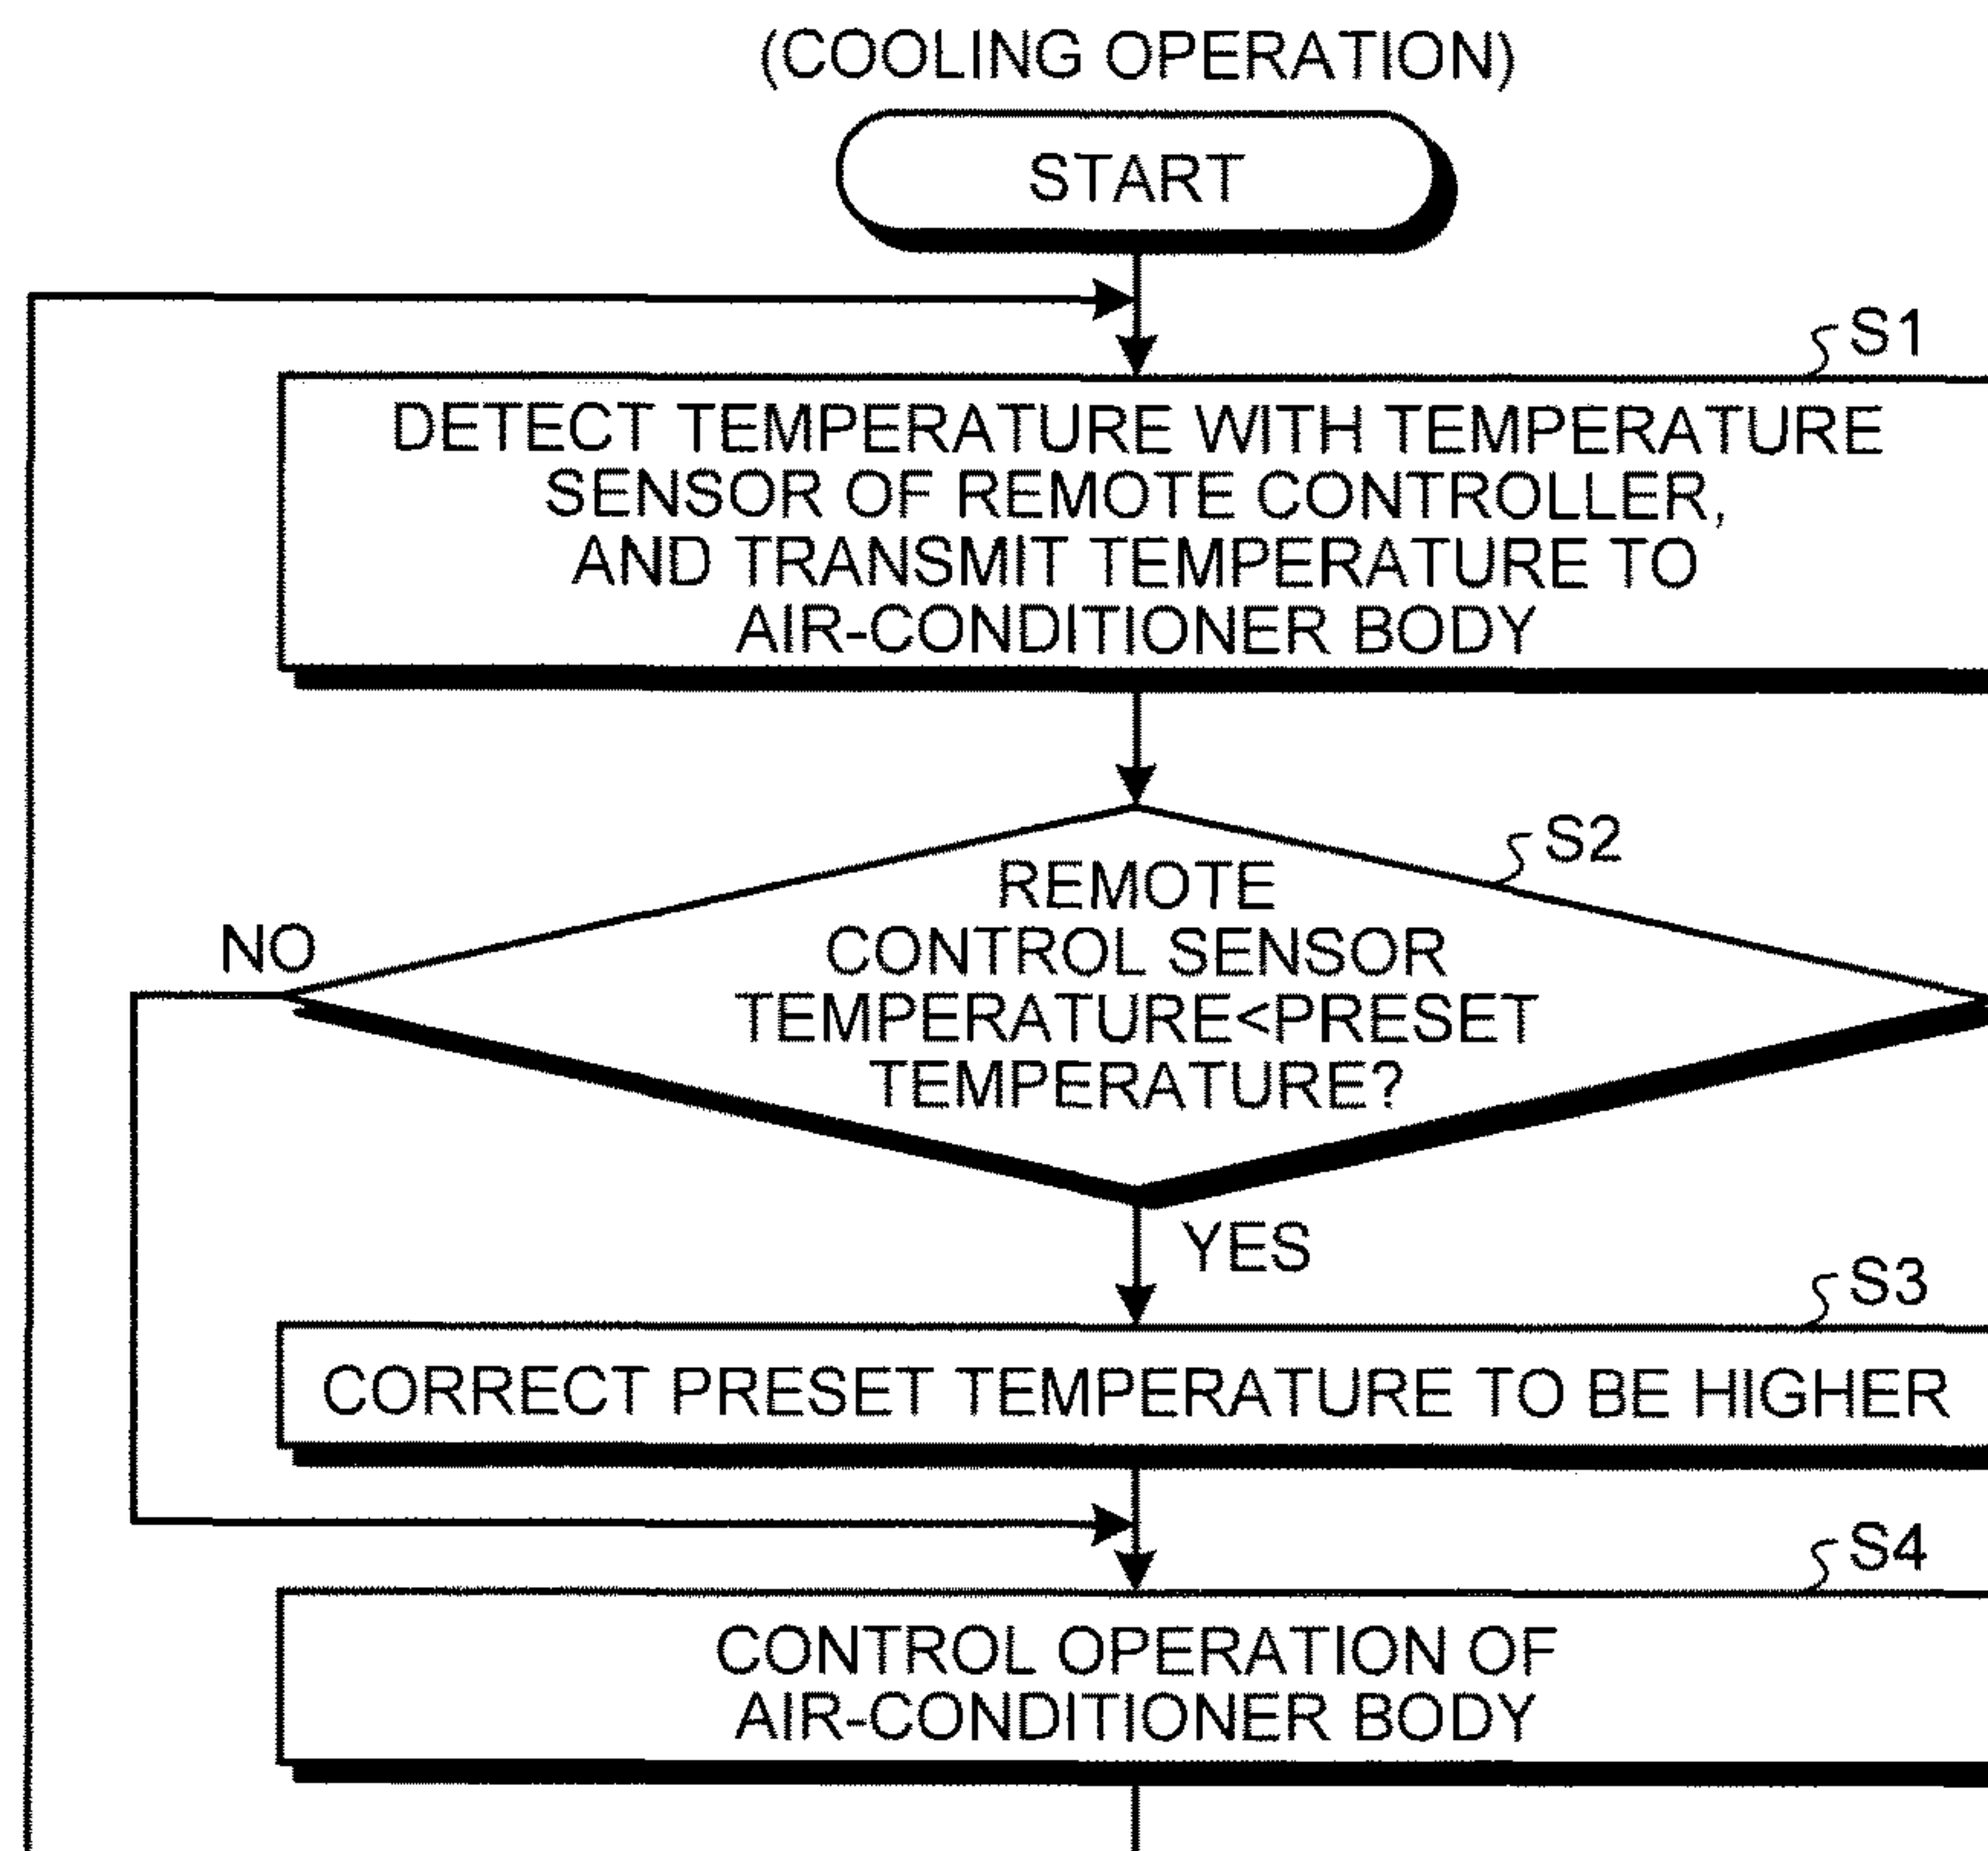 (COOLING OPERATION)
START
S1
DETECT TEMPERATURE WITH TEMPERATURE
SENSOR OF REMOTE CONTROLLER,
AND TRANSMIT TEMPERATURE TO
AIR-CONDITIONER BODY
S2
REMOTE
CONTROL SENSOR
TEMPERATURE<PRESET
TEMPERATURE?
NO
YES
S3
CORRECT PRESET TEMPERATURE TO BE HIGHER
S4
CONTROL OPERATION OF
AIR-CONDITIONER BODY